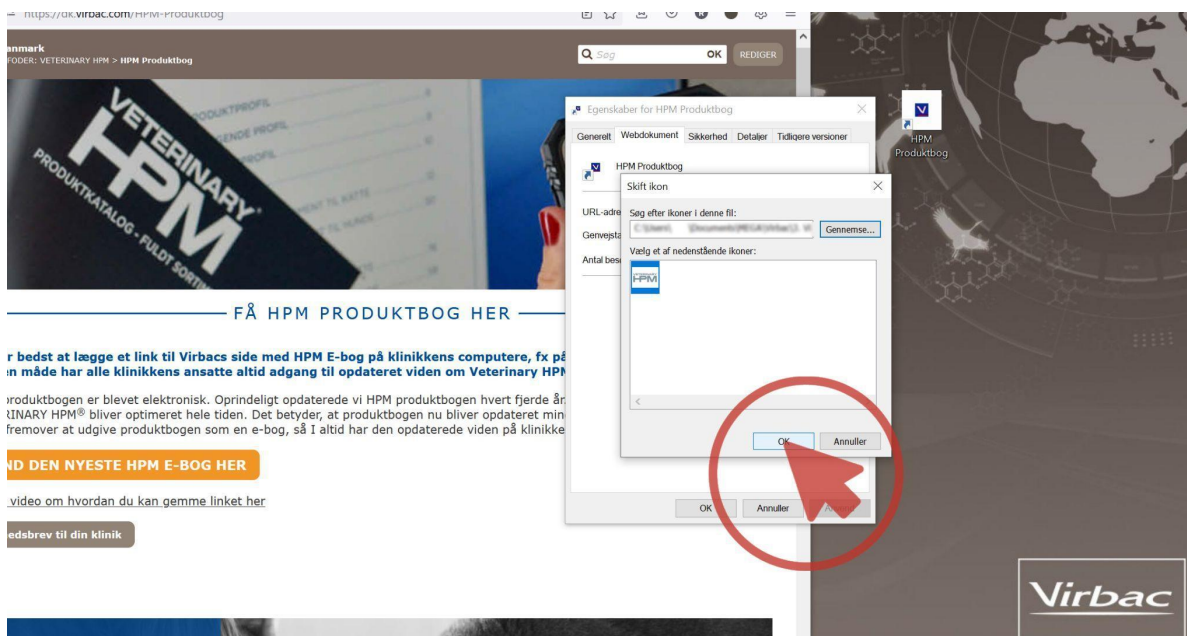 https://dk.virbac.com/HPM-Produktbog
anmark
FODER: VETERINARY HPM > HPM Produktbog
Søg
OK
REDIGER
VETERINARY
HPM
PRODUKTKATALOG - FULDT SORTIMENT
FÅ HPM PRODUKTBOG HER
r bedst at lægge et link til Virbacs side med HPM E-bog på klinikkens computere, fx på
en måde har alle klinikkens ansatte altid adgang til opdateret viden om Veterinary HPM
produktbogen er blevet elektronisk. Oprindeligt opdaterede vi HPM produktbogen hvert fjerde år.
RINARY HPM® bliver optimeret hele tiden. Det betyder, at produktbogen nu bliver opdateret min
fremover at udgive produktbogen som en e-bog, så I altid har den opdaterede viden på klinikke
ND DEN NYESTE HPM E-BOG HER
video om hvordan du kan gemme linket her
edsbrev til din klinik
Egenskaber for HPM Produktbog
Generelt
Webdokument
Sikkerhed
Detaljer
Tidligere versioner
HPM Produktbog
URL-adre
Genvejsta
Antal bes
Skift ikon
Søg efter ikoner i denne fil:
Gennemse...
Vælg et af nedenstående ikoner:
HPM
OK
Annuller
OK
Annuller
HPM
Produktbog
Virbac
Virbac